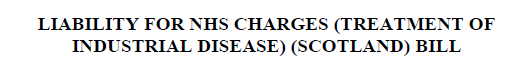 LIABILITY FOR NHS CHARGES (TREATMENT OF
INDUSTRIAL DISEASE) (SCOTLAND) BILL